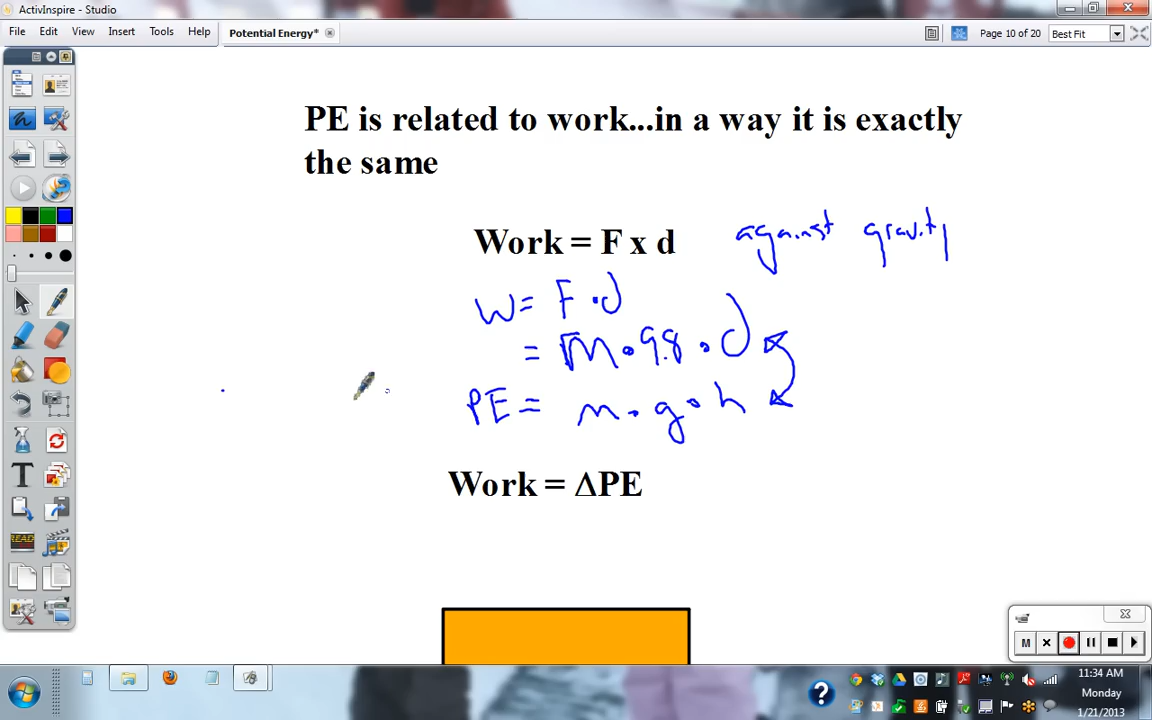 ActivInspire - Studio
File Edit View Insert Tools Help Potential Energy* Page 10 of 20 Best Fit
PE is related to work...in a way it is exactly
the same
Work = F x d against gravity
W= F·d
= m·9.8·d
PE= m·g·h
Work = ΔPE
T
READ
M
11:34 AM
Monday
1/21/2013